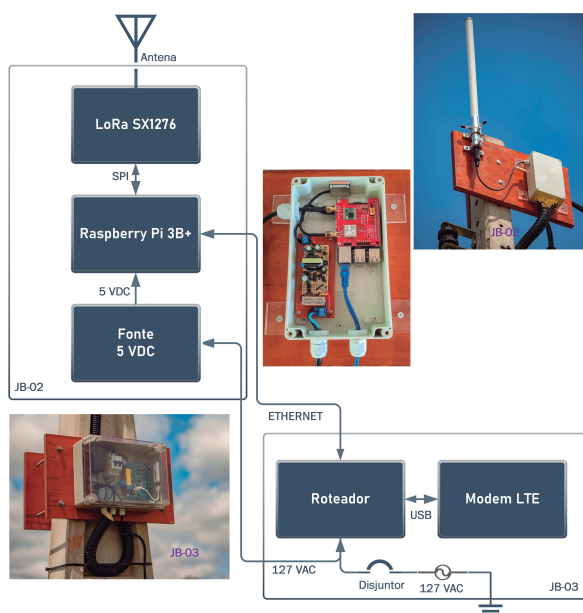 Antena
LoRa SX1276
SPI
Raspberry Pi 3B+
5 VDC
Fonte
5 VDC
JB-02
JB-02
ETHERNET
JB-03
Roteador
USB
Modem LTE
127 VAC
Disjuntor
127 VAC
JB-03